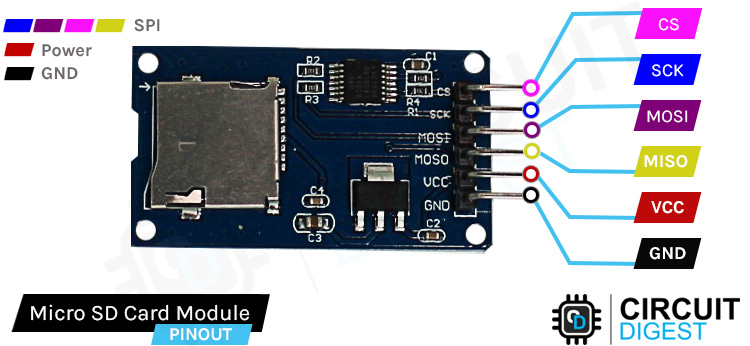 SPI
Power
GND
R2
R3
C1
CS
R4
R1
SCK
MOSI
MOSO
VCC
GND
C4
C3
C2
CS
SCK
MOSI
MISO
VCC
GND
Micro SD Card Module
PINOUT
CD
CIRCUIT
DIGEST